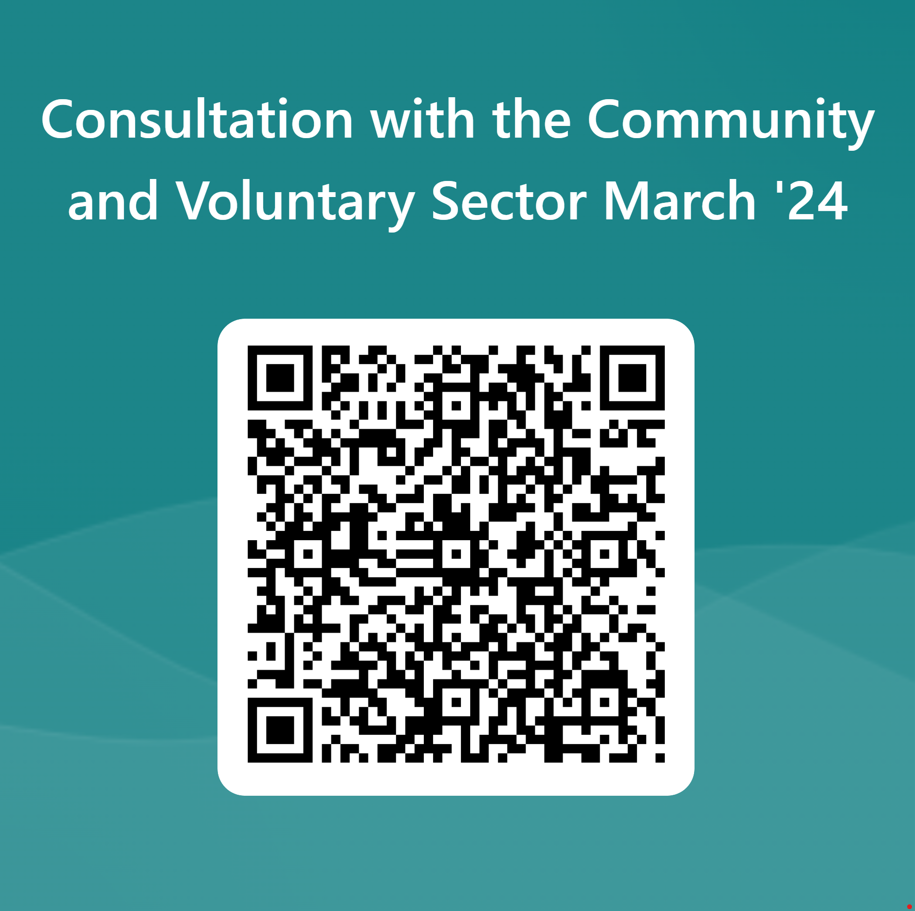 Consultation with the Community
and Voluntary Sector March '24